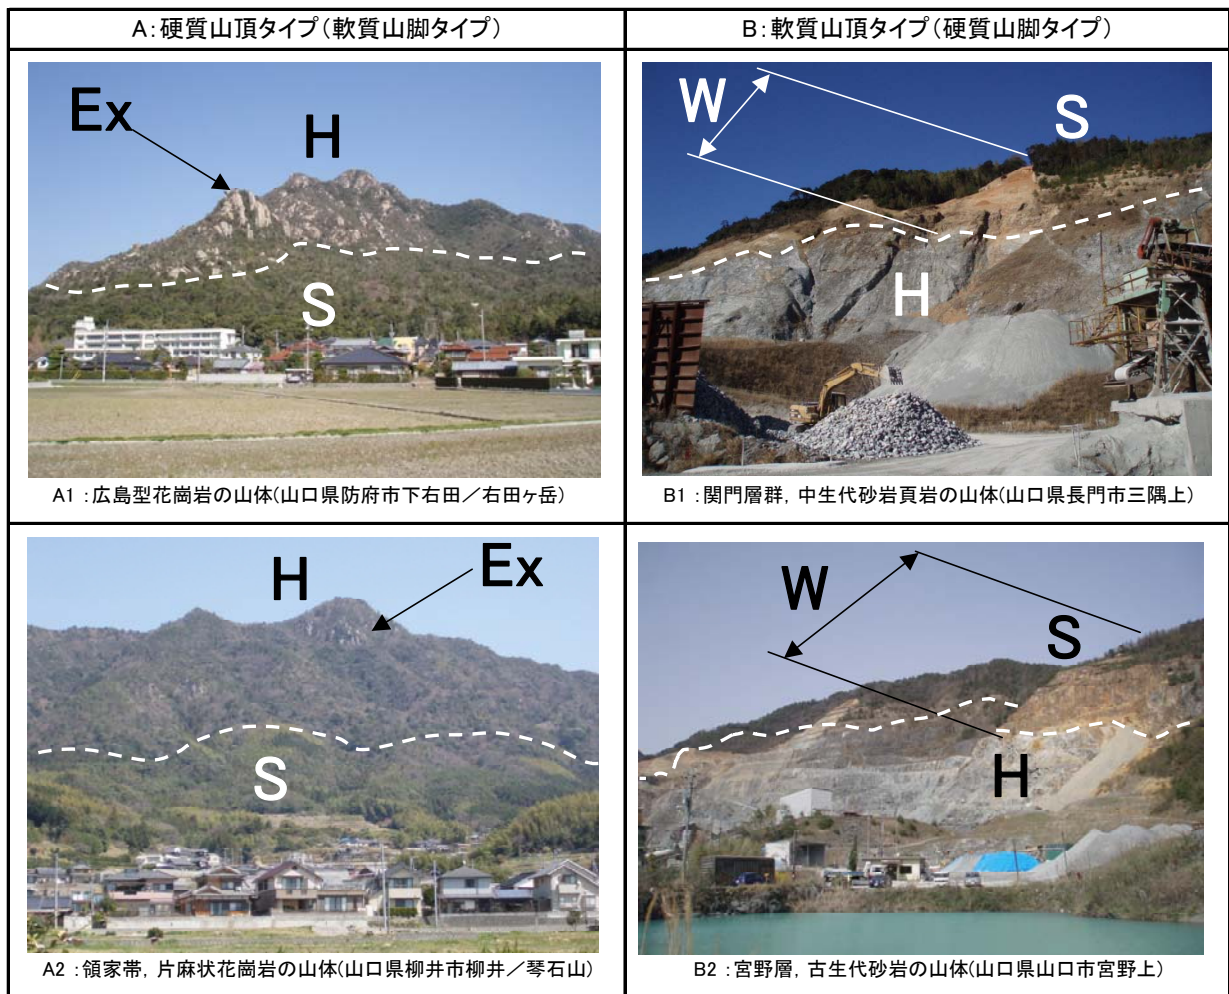 A：硬質山頂タイプ（軟質山脚タイプ）
B：軟質山頂タイプ（硬質山脚タイプ）
Ex
H
S
W
S
H
A1 ：広島型花崗岩の山体(山口県防府市下右田／右田ヶ岳)
B1 ：関門層群，中生代砂岩頁岩の山体(山口県長門市三隅上)
H
Ex
S
W
S
H
A2 ：領家帯，片麻状花崗岩の山体(山口県柳井市柳井／琴石山)
B2 ：宮野層，古生代砂岩の山体(山口県山口市宮野上)